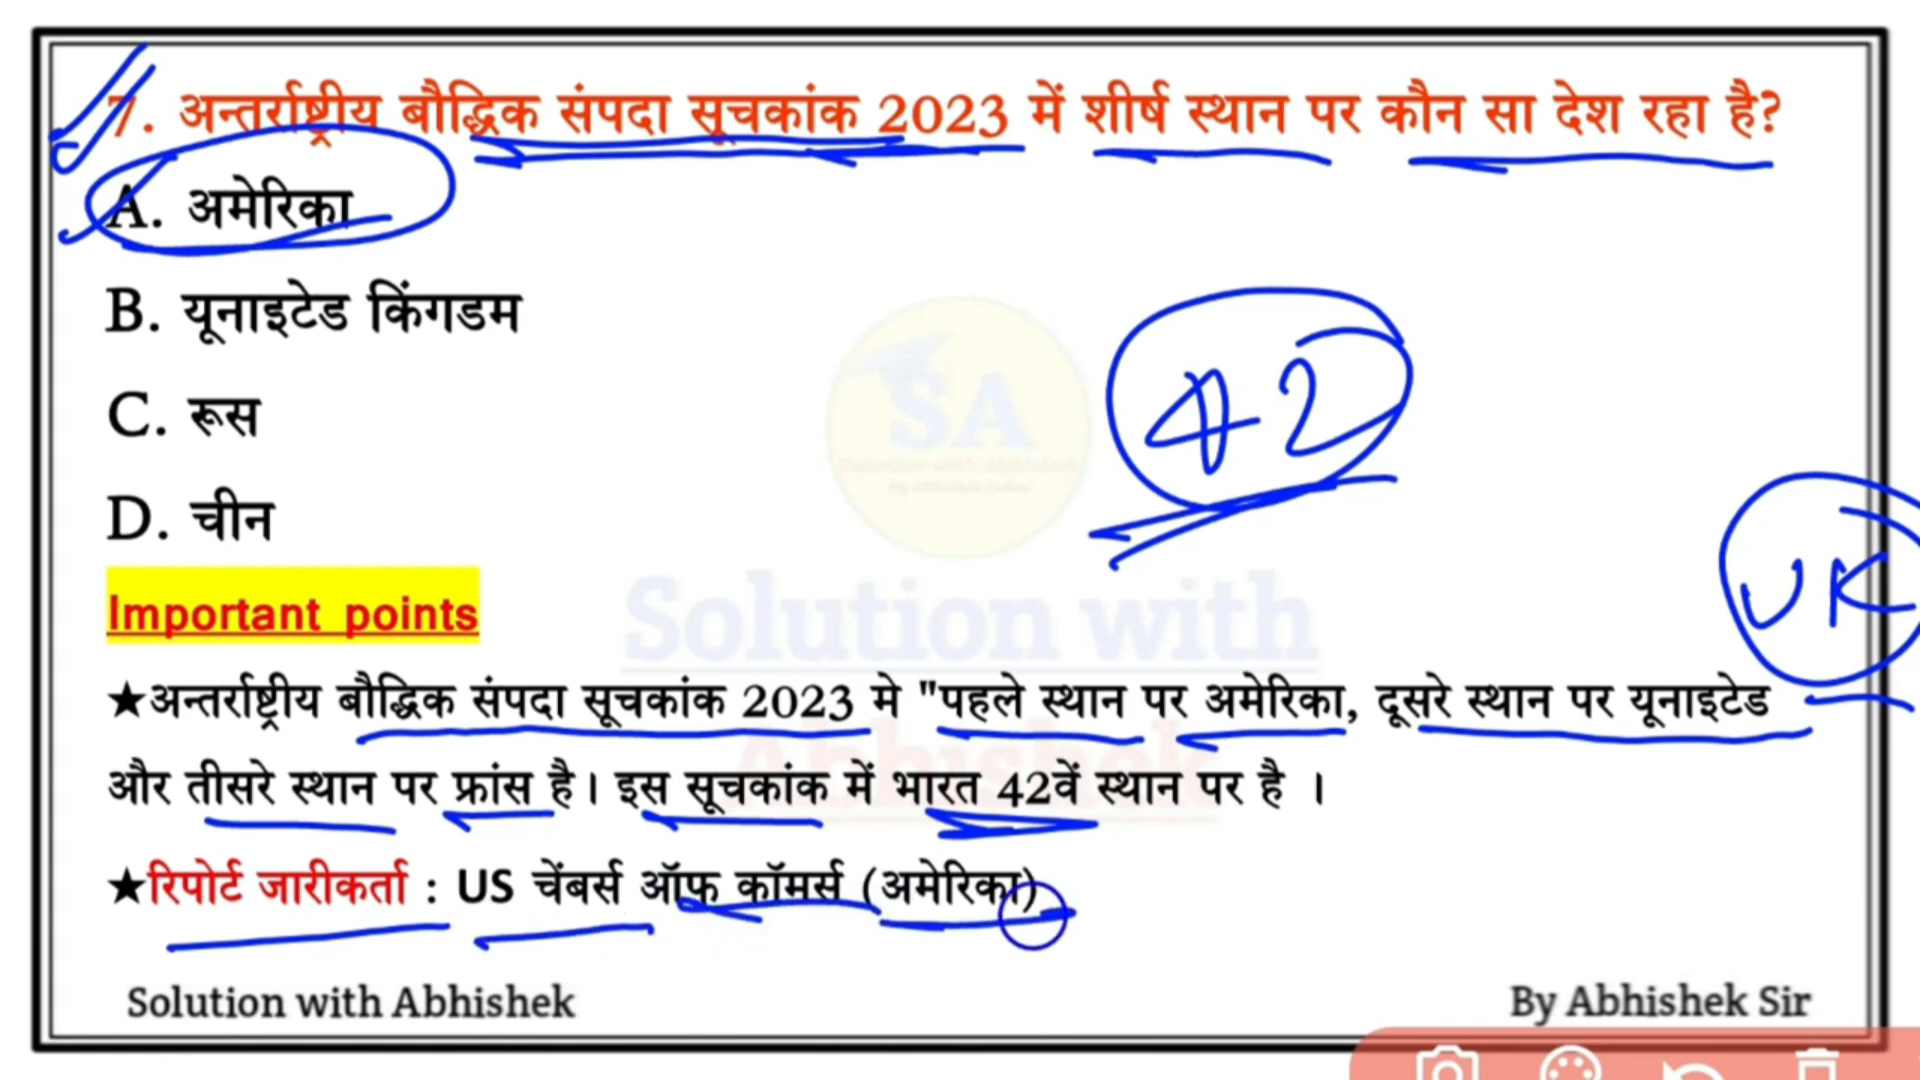 7. अन्तर्राष्ट्रीय बौद्धिक संपदा सूचकांक 2023 में शीर्ष स्थान पर कौन सा देश रहा है?
A. अमेरिका
B. यूनाइटेड किंगडम
42
C. रूस
SA
D. चीन
UK
Important points
Solution with
Abhishek
★अन्तर्राष्ट्रीय बौद्धिक संपदा सूचकांक 2023 मे "पहले स्थान पर अमेरिका, दूसरे स्थान पर यूनाइटेड
और तीसरे स्थान पर फ्रांस है। इस सूचकांक में भारत 42वें स्थान पर है ।
★रिपोर्ट जारीकर्ता : US चेंबर्स ऑफ कॉमर्स (अमेरिका)
Solution with Abhishek
By Abhishek Sir